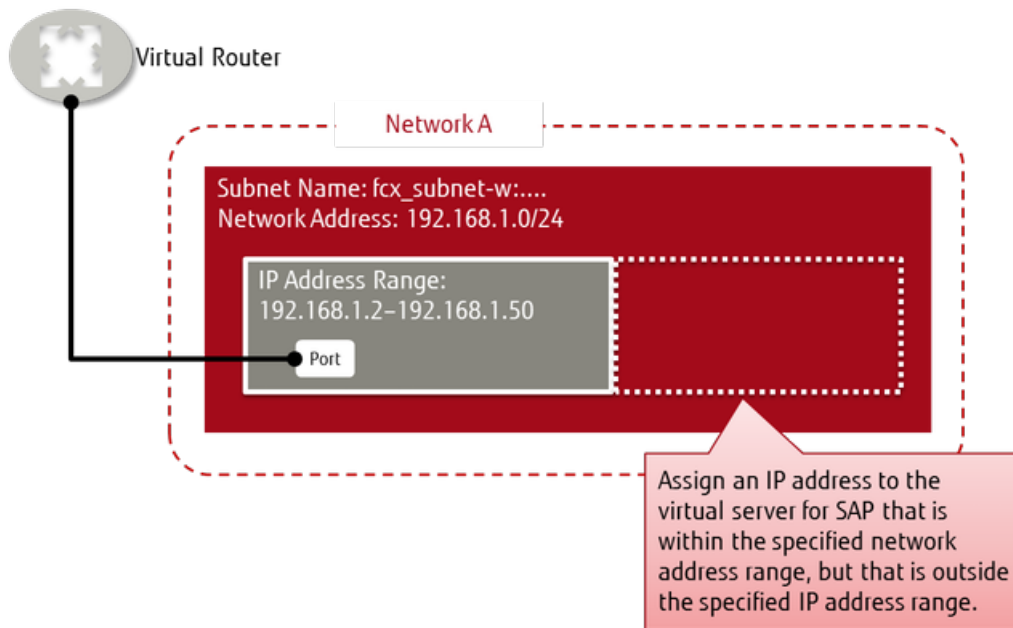 Virtual Router
Network A
Subnet Name: fcx_subnet-w:....
Network Address: 192.168.1.0/24
IP Address Range:
192.168.1.2–192.168.1.50
Port
Assign an IP address to the
virtual server for SAP that is
within the specified network
address range, but that is outside
the specified IP address range.